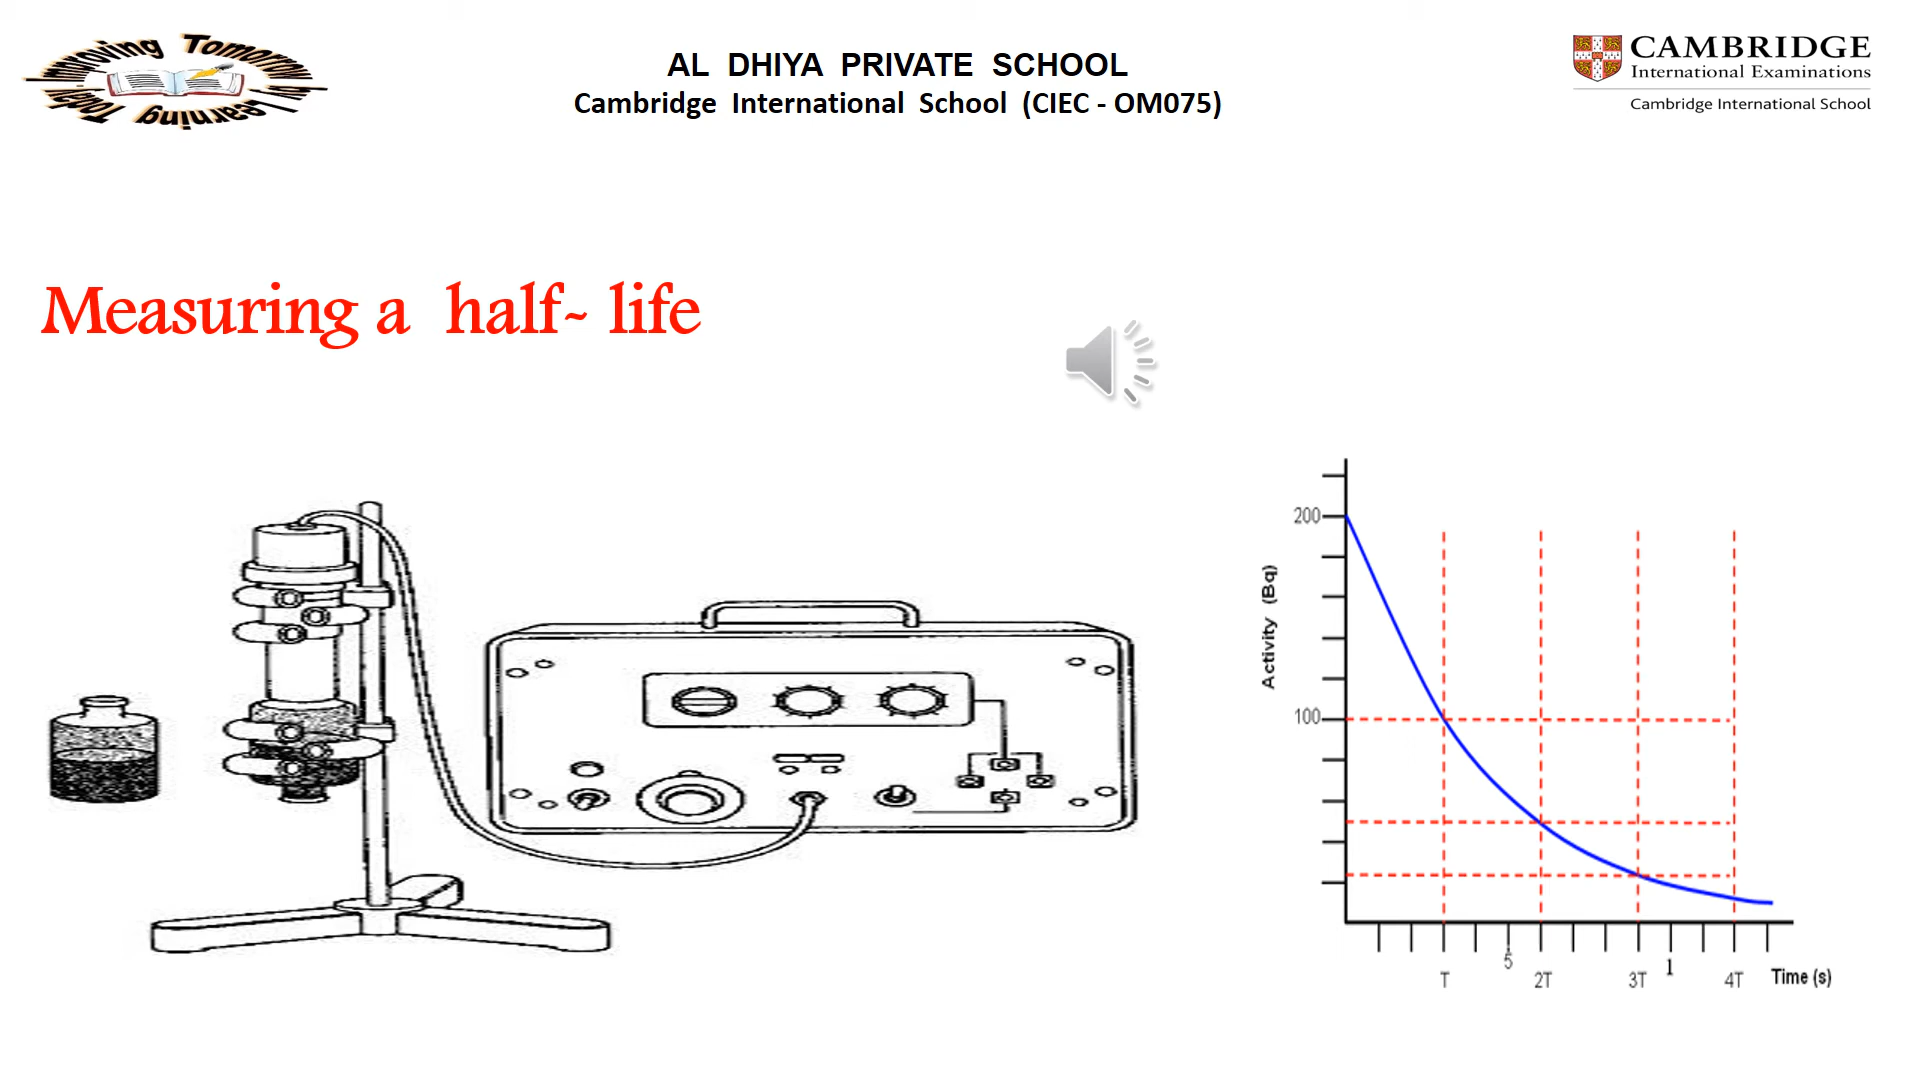 Improving Tomorrow
Learning Today
AL DHIYA PRIVATE SCHOOL
Cambridge International School (CIEC - OM075)
CAMBRIDGE
International Examinations
Cambridge International School
Measuring a half- life
200
100
Activity (Bq)
5
1
T
2T
3T
4T
Time (s)